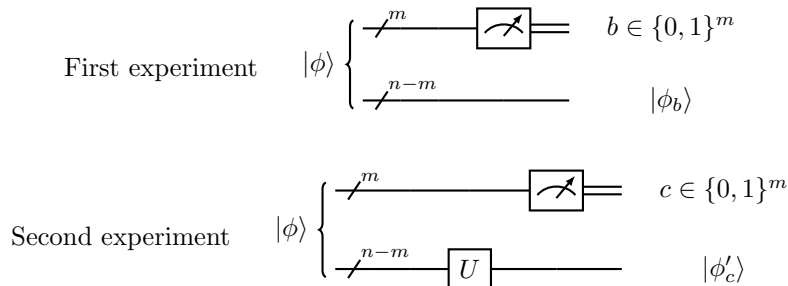 m
b ∈ {0, 1}^m
First experiment |ϕ⟩
n−m
|ϕ_b⟩
m
c ∈ {0, 1}^m
Second experiment |ϕ⟩
n−m
U
|ϕ′_c⟩